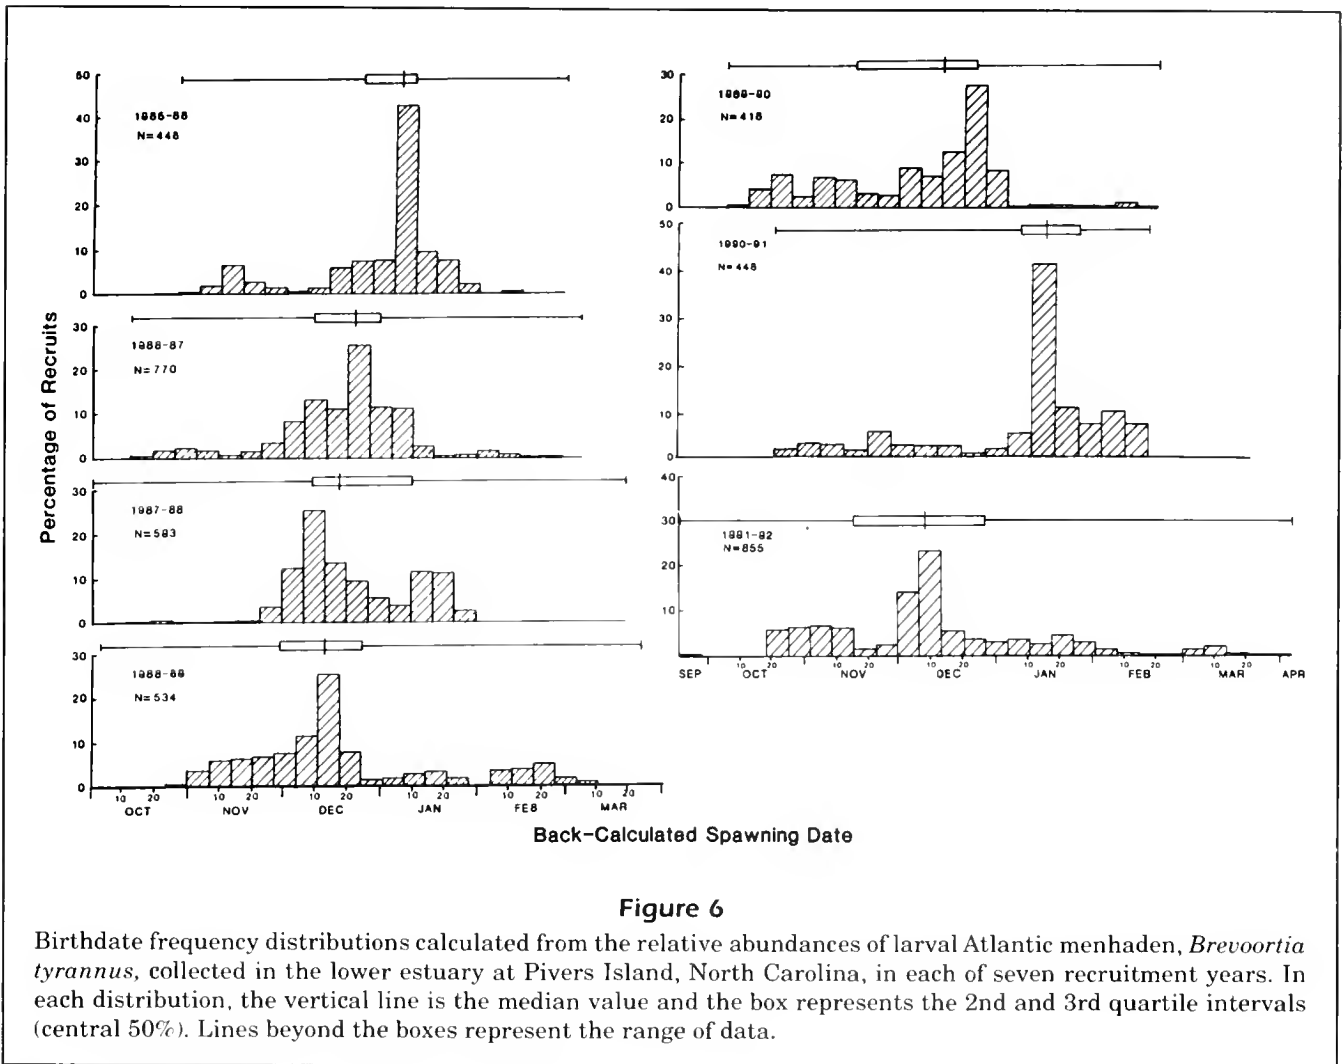 Percentage of Recruits
60
40
30
20
10
0
1986-88
N=448
30
20
10
0
1988-87
N=770
30
20
10
0
1987-88
N=583
30
20
10
0
1988-89
N=534
10 20 10 20 10 20 10 20 10 20 10 20
OCT NOV DEC JAN FEB MAR
30
20
10
0
1989-90
N=418
50
40
30
20
10
0
1990-91
N=448
40
30
20
10
1991-92
N=855
10 20 10 20 10 20 10 20 10 20 10 20
SEP OCT NOV DEC JAN FEB MAR APR
Back-Calculated Spawning Date
Figure 6
Birthdate frequency distributions calculated from the relative abundances of larval Atlantic menhaden, Brevoortia
tyrannus, collected in the lower estuary at Pivers Island, North Carolina, in each of seven recruitment years. In
each distribution, the vertical line is the median value and the box represents the 2nd and 3rd quartile intervals
(central 50%). Lines beyond the boxes represent the range of data.